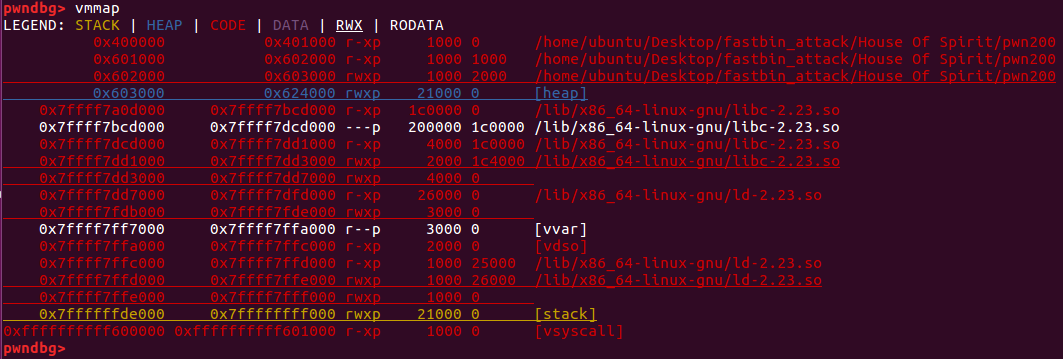 pwndbg> vmmap
LEGEND: STACK | HEAP | CODE | DATA | RWX | RODATA
0x400000 0x401000 r-xp 1000 0 /home/ubuntu/Desktop/fastbin_attack/House Of Spirit/pwn200
0x601000 0x602000 r-xp 1000 1000 /home/ubuntu/Desktop/fastbin_attack/House Of Spirit/pwn200
0x602000 0x603000 rwxp 1000 2000 /home/ubuntu/Desktop/fastbin_attack/House Of Spirit/pwn200
0x603000 0x624000 rwxp 21000 0 [heap]
0x7ffff7a0d000 0x7ffff7bcd000 r-xp 1c0000 0 /lib/x86_64-linux-gnu/libc-2.23.so
0x7ffff7bcd000 0x7ffff7dcd000 ---p 200000 1c0000 /lib/x86_64-linux-gnu/libc-2.23.so
0x7ffff7dcd000 0x7ffff7dd1000 r-xp 4000 1c0000 /lib/x86_64-linux-gnu/libc-2.23.so
0x7ffff7dd1000 0x7ffff7dd3000 rwxp 2000 1c4000 /lib/x86_64-linux-gnu/libc-2.23.so
0x7ffff7dd3000 0x7ffff7dd7000 rwxp 4000 0
0x7ffff7dd7000 0x7ffff7dfd000 r-xp 26000 0 /lib/x86_64-linux-gnu/ld-2.23.so
0x7ffff7fdb000 0x7ffff7fde000 rwxp 3000 0
0x7ffff7ff7000 0x7ffff7ffa000 r--p 3000 0 [vvar]
0x7ffff7ffa000 0x7ffff7ffc000 r-xp 2000 0 [vdso]
0x7ffff7ffc000 0x7ffff7ffd000 r-xp 1000 25000 /lib/x86_64-linux-gnu/ld-2.23.so
0x7ffff7ffd000 0x7ffff7ffe000 rwxp 1000 26000 /lib/x86_64-linux-gnu/ld-2.23.so
0x7ffff7ffe000 0x7ffff7fff000 rwxp 1000 0
0x7ffffffde000 0x7ffffffff000 rwxp 21000 0 [stack]
0xffffffffff600000 0xffffffffff601000 r-xp 1000 0 [vsyscall]
pwndbg>